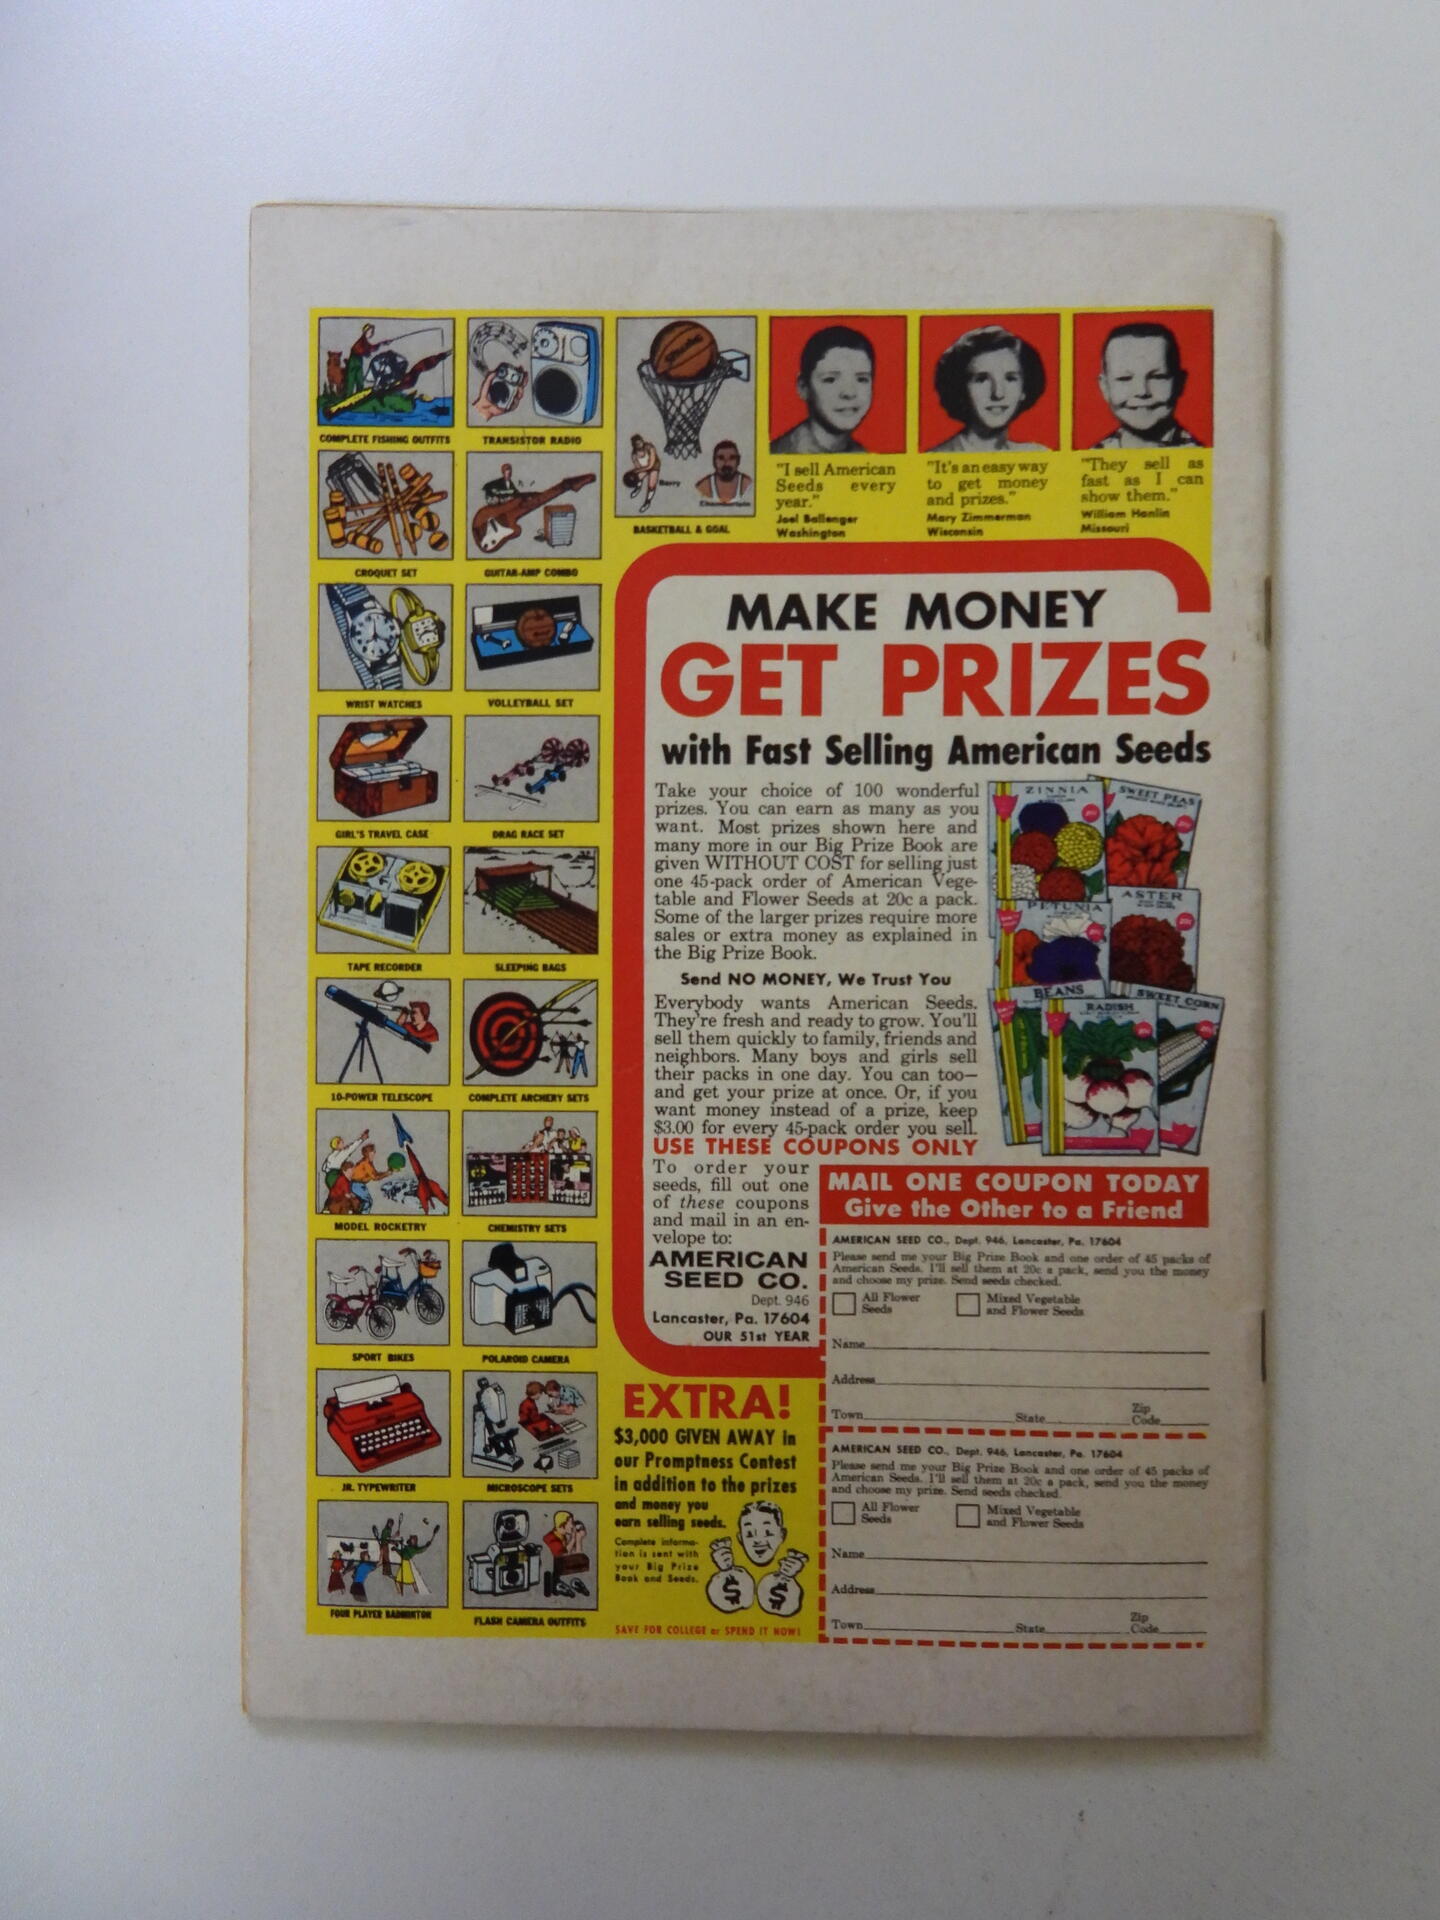 COMPLETE FISHING OUTFITS
TRANSISTOR RADIO
Barry
Chamberlain
BASKETBALL & GOAL
CROQUET SET
GUITAR-AMP COMBO
WRIST WATCHES
VOLLEYBALL SET
GIRL'S TRAVEL CASE
DRAG RACE SET
TAPE RECORDER
SLEEPING BAGS
10-POWER TELESCOPE
COMPLETE ARCHERY SETS
MODEL ROCKETRY
CHEMISTRY SETS
SPORT BIKES
POLAROID CAMERA
JR. TYPEWRITER
MICROSCOPE SETS
FOUR PLAYER BADMINTON
FLASH CAMERA OUTFITS
"I sell American
Seeds every
year."
Joel Ballenger
Washington
"It's an easy way
to get money
and prizes."
Mary Zimmerman
Wisconsin
"They sell as
fast as I can
show them."
William Hanlin
Missouri
MAKE MONEY
GET PRIZES
with Fast Selling American Seeds
Take your choice of 100 wonderful
prizes. You can earn as many as you
want. Most prizes shown here and
many more in our Big Prize Book are
given WITHOUT COST for selling just
one 45-pack order of American Vege-
table and Flower Seeds at 20c a pack.
Some of the larger prizes require more
sales or extra money as explained in
the Big Prize Book.
Send NO MONEY, We Trust You
Everybody wants American Seeds.
They're fresh and ready to grow. You'll
sell them quickly to family, friends and
neighbors. Many boys and girls sell
their packs in one day. You can too—
and get your prize at once. Or, if you
want money instead of a prize, keep
$3.00 for every 45-pack order you sell.
ZINNIA
SWEET PEAS
PETUNIA
ASTER
BEANS
RADISH
SWEET CORN
USE THESE COUPONS ONLY
To order your
seeds, fill out one
of these coupons
and mail in an en-
velope to:
AMERICAN
SEED CO.
Dept. 946
Lancaster, Pa. 17604
OUR 51st YEAR
MAIL ONE COUPON TODAY
Give the Other to a Friend
AMERICAN SEED CO., Dept. 946, Lancaster, Pa. 17604
Please send me your Big Prize Book and one order of 45 packs of
American Seeds. I'll sell them at 20c a pack, send you the money
and choose my prize. Send seeds checked.
All Flower
Seeds
Mixed Vegetable
and Flower Seeds
Name
Address
Town State Zip
Code
AMERICAN SEED CO., Dept. 946, Lancaster, Pa. 17604
Please send me your Big Prize Book and one order of 45 packs of
American Seeds. I'll sell them at 20c a pack, send you the money
and choose my prize. Send seeds checked.
All Flower
Seeds
Mixed Vegetable
and Flower Seeds
Name
Address
Town State Zip
Code
EXTRA!
$3,000 GIVEN AWAY in
our Promptness Contest
in addition to the prizes
and money you
earn selling seeds.
Complete informa-
tion is sent with
your Big Prize
Book and Seeds.
$ $
SAVE FOR COLLEGE or SPEND IT NOW!